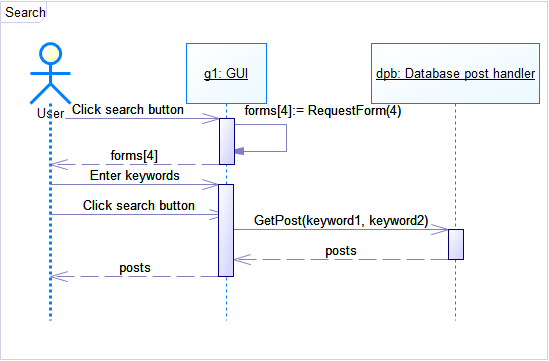 Search
g1: GUI
dpb: Database post handler
User
Click search button
forms[4]:= RequestForm(4)
forms[4]
Enter keywords
Click search button
GetPost(keyword1, keyword2)
posts
posts